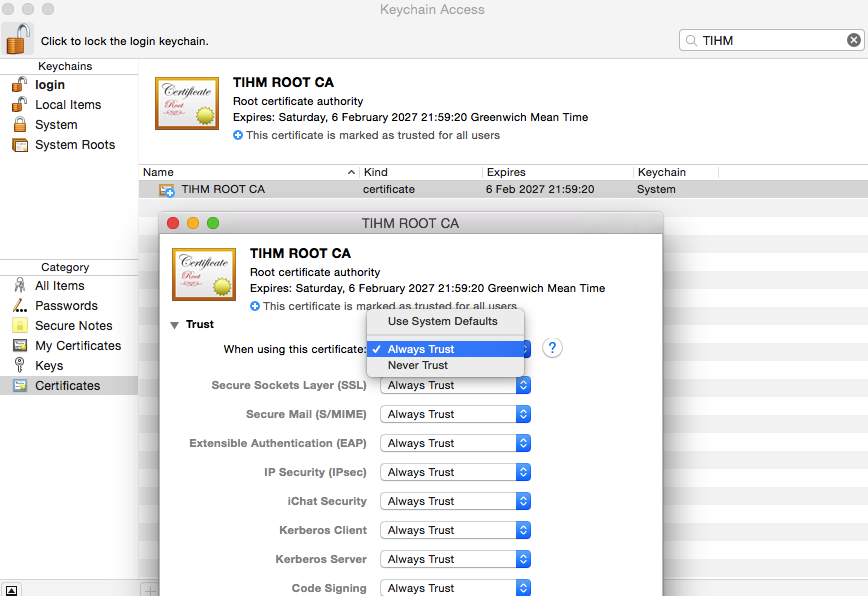 Keychain Access
Click to lock the login keychain.
TIHM
Keychains
login
Local Items
System
System Roots
Certificate
Root
TIHM ROOT CA
Root certificate authority
Expires: Saturday, 6 February 2027 21:59:20 Greenwich Mean Time
This certificate is marked as trusted for all users
Name Kind Expires Keychain
TIHM ROOT CA certificate 6 Feb 2027 21:59:20 System
Category
All Items
Passwords
Secure Notes
My Certificates
Keys
Certificates
TIHM ROOT CA
Certificate
Root
TIHM ROOT CA
Root certificate authority
Expires: Saturday, 6 February 2027 21:59:20 Greenwich Mean Time
This certificate is marked as trusted for all users
Trust
Use System Defaults
When using this certificate: ✓ Always Trust ?
Never Trust
Secure Sockets Layer (SSL) Always Trust
Secure Mail (S/MIME) Always Trust
Extensible Authentication (EAP) Always Trust
IP Security (IPsec) Always Trust
iChat Security Always Trust
Kerberos Client Always Trust
Kerberos Server Always Trust
Code Signing Always Trust